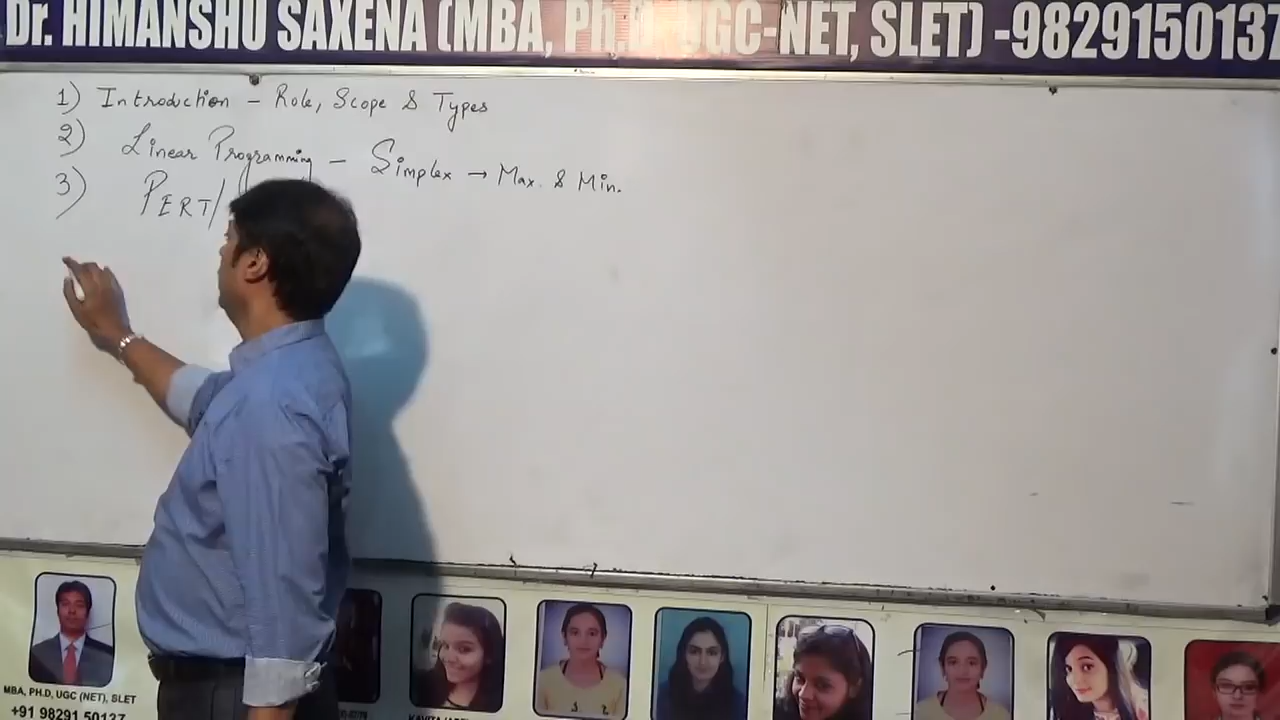 Dr. HIMANSHU SAXENA (MBA, Ph.D. UGC-NET, SLET) -9829150137
1) Introduction - Role, Scope & Types
2) Linear Programming - Simplex → Max. & Min.
3) PERT/
MBA, PH.D, UGC (NET), SLET
+91 98291 50137